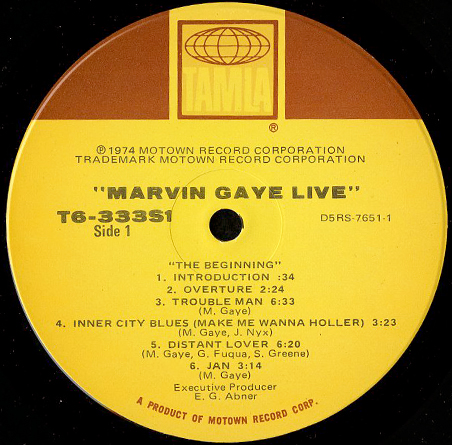 TAMLA
®
℗ 1974 MOTOWN RECORD CORPORATION
TRADEMARK MOTOWN RECORD CORPORATION
"MARVIN GAYE LIVE"
T6-333S1
Side 1
D5RS-7651-1
"THE BEGINNING"
1. INTRODUCTION :34
2. OVERTURE 2:24
3. TROUBLE MAN 6:33
(M. Gaye)
4. INNER CITY BLUES (MAKE ME WANNA HOLLER) 3:23
(M. Gaye, J. Nyx)
5. DISTANT LOVER 6:20
(M. Gaye, G. Fuqua, S. Greene)
6. JAN 3:14
(M. Gaye)
Executive Producer
E. G. Abner
A PRODUCT OF MOTOWN RECORD CORP.